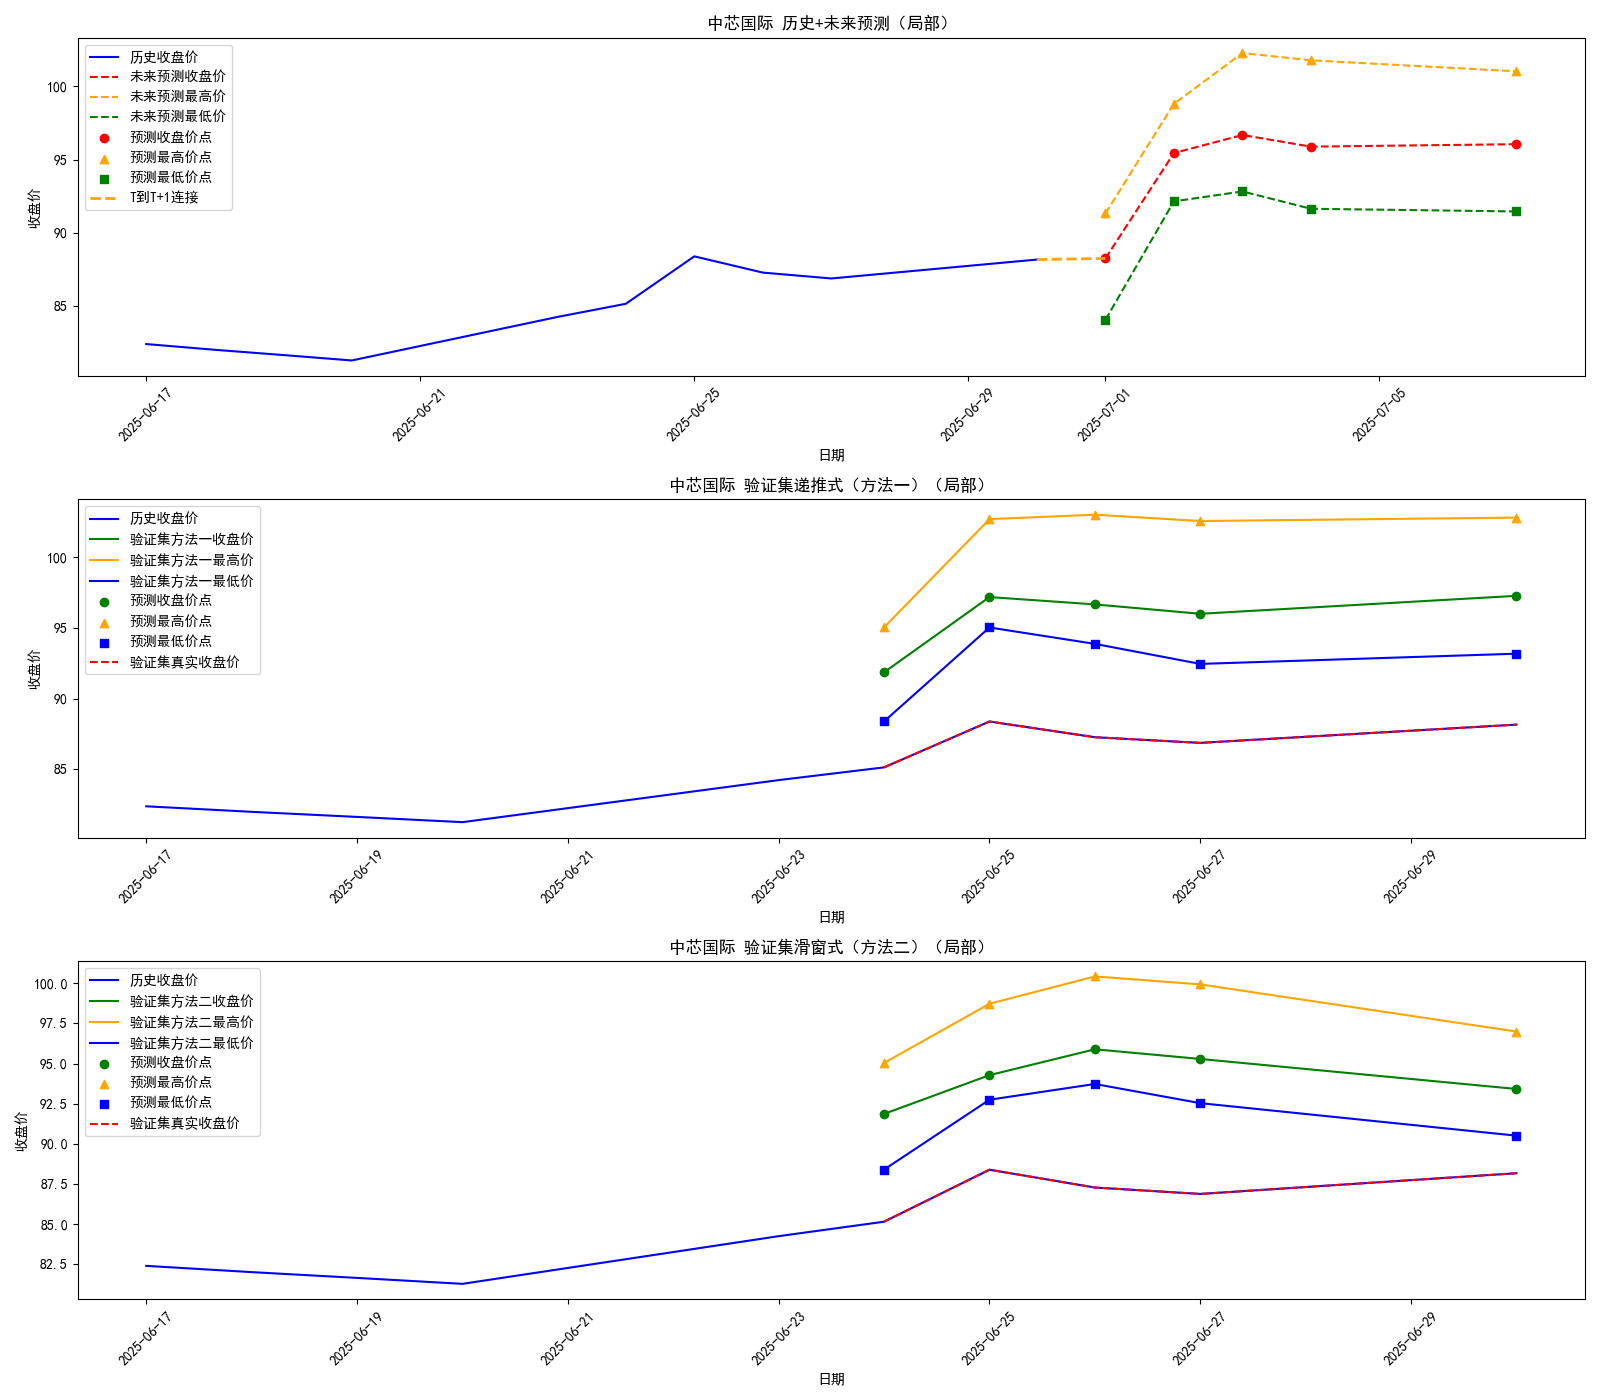 中芯国际 历史+未来预测（局部）
历史收盘价
未来预测收盘价
未来预测最高价
未来预测最低价
预测收盘价点
预测最高价点
预测最低价点
T到T+1连接
收盘价
100
95
90
85
2025-06-17
2025-06-21
2025-06-25
2025-06-29
2025-07-01
2025-07-05
日期
中芯国际 验证集递推式（方法一）（局部）
历史收盘价
验证集方法一收盘价
验证集方法一最高价
验证集方法一最低价
预测收盘价点
预测最高价点
预测最低价点
验证集真实收盘价
收盘价
100
95
90
85
2025-06-17
2025-06-19
2025-06-21
2025-06-23
2025-06-25
2025-06-27
2025-06-29
日期
中芯国际 验证集滑窗式（方法二）（局部）
历史收盘价
验证集方法二收盘价
验证集方法二最高价
验证集方法二最低价
预测收盘价点
预测最高价点
预测最低价点
验证集真实收盘价
收盘价
100.0
97.5
95.0
92.5
90.0
87.5
85.0
82.5
2025-06-17
2025-06-19
2025-06-21
2025-06-23
2025-06-25
2025-06-27
2025-06-29
日期